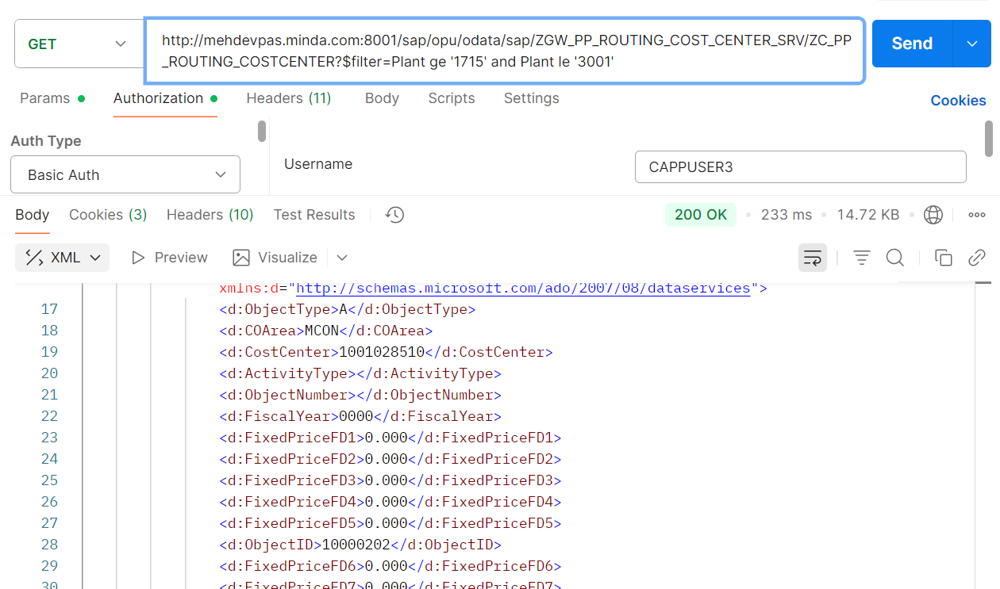 GET
http://mehdevpas.minda.com:8001/sap/opu/odata/sap/ZGW_PP_ROUTING_COST_CENTER_SRV/ZC_PP
_ROUTING_COSTCENTER?$filter=Plant ge '1715' and Plant le '3001'
Send
Params
Authorization
Headers (11)
Body
Scripts
Settings
Cookies
Auth Type
Basic Auth
Username
CAPPUSER3
Body
Cookies (3)
Headers (10)
Test Results
200 OK
233 ms
14.72 KB
XML
Preview
Visualize
xmlns:d="http://schemas.microsoft.com/ado/2007/08/dataservices">
17 <d:ObjectType>A</d:ObjectType>
18 <d:COArea>MCON</d:COArea>
19 <d:CostCenter>1001028510</d:CostCenter>
20 <d:ActivityType></d:ActivityType>
21 <d:ObjectNumber></d:ObjectNumber>
22 <d:FiscalYear>0000</d:FiscalYear>
23 <d:FixedPriceFD1>0.000</d:FixedPriceFD1>
24 <d:FixedPriceFD2>0.000</d:FixedPriceFD2>
25 <d:FixedPriceFD3>0.000</d:FixedPriceFD3>
26 <d:FixedPriceFD4>0.000</d:FixedPriceFD4>
27 <d:FixedPriceFD5>0.000</d:FixedPriceFD5>
28 <d:ObjectID>10000202</d:ObjectID>
29 <d:FixedPriceFD6>0.000</d:FixedPriceFD6>
30 <d:FixedPriceFD7>0.000</d:FixedPriceFD7>